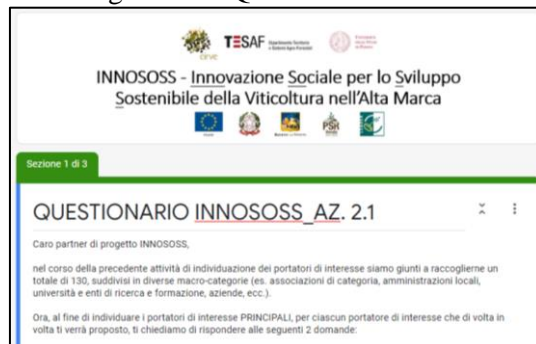 TESAF
INNOSOSS - Innovazione Sociale per lo Sviluppo
Sostenibile della Viticoltura nell'Alta Marca
PSR
Sezione 1 di 3
QUESTIONARIO INNOSOSS_AZ. 2.1
Caro partner di progetto INNOSOSS,
nel corso della precedente attività di individuazione dei portatori di interesse siamo giunti a raccoglierne un
totale di 130, suddivisi in diverse macro-categorie (es. associazioni di categoria, amministrazioni locali,
università e enti di ricerca e formazione, aziende, ecc.).
Ora, al fine di individuare i portatori di interesse PRINCIPALI, per ciascun portatore di interesse che di volta in
volta ti verrà proposto, ti chiediamo di rispondere alle seguenti 2 domande: